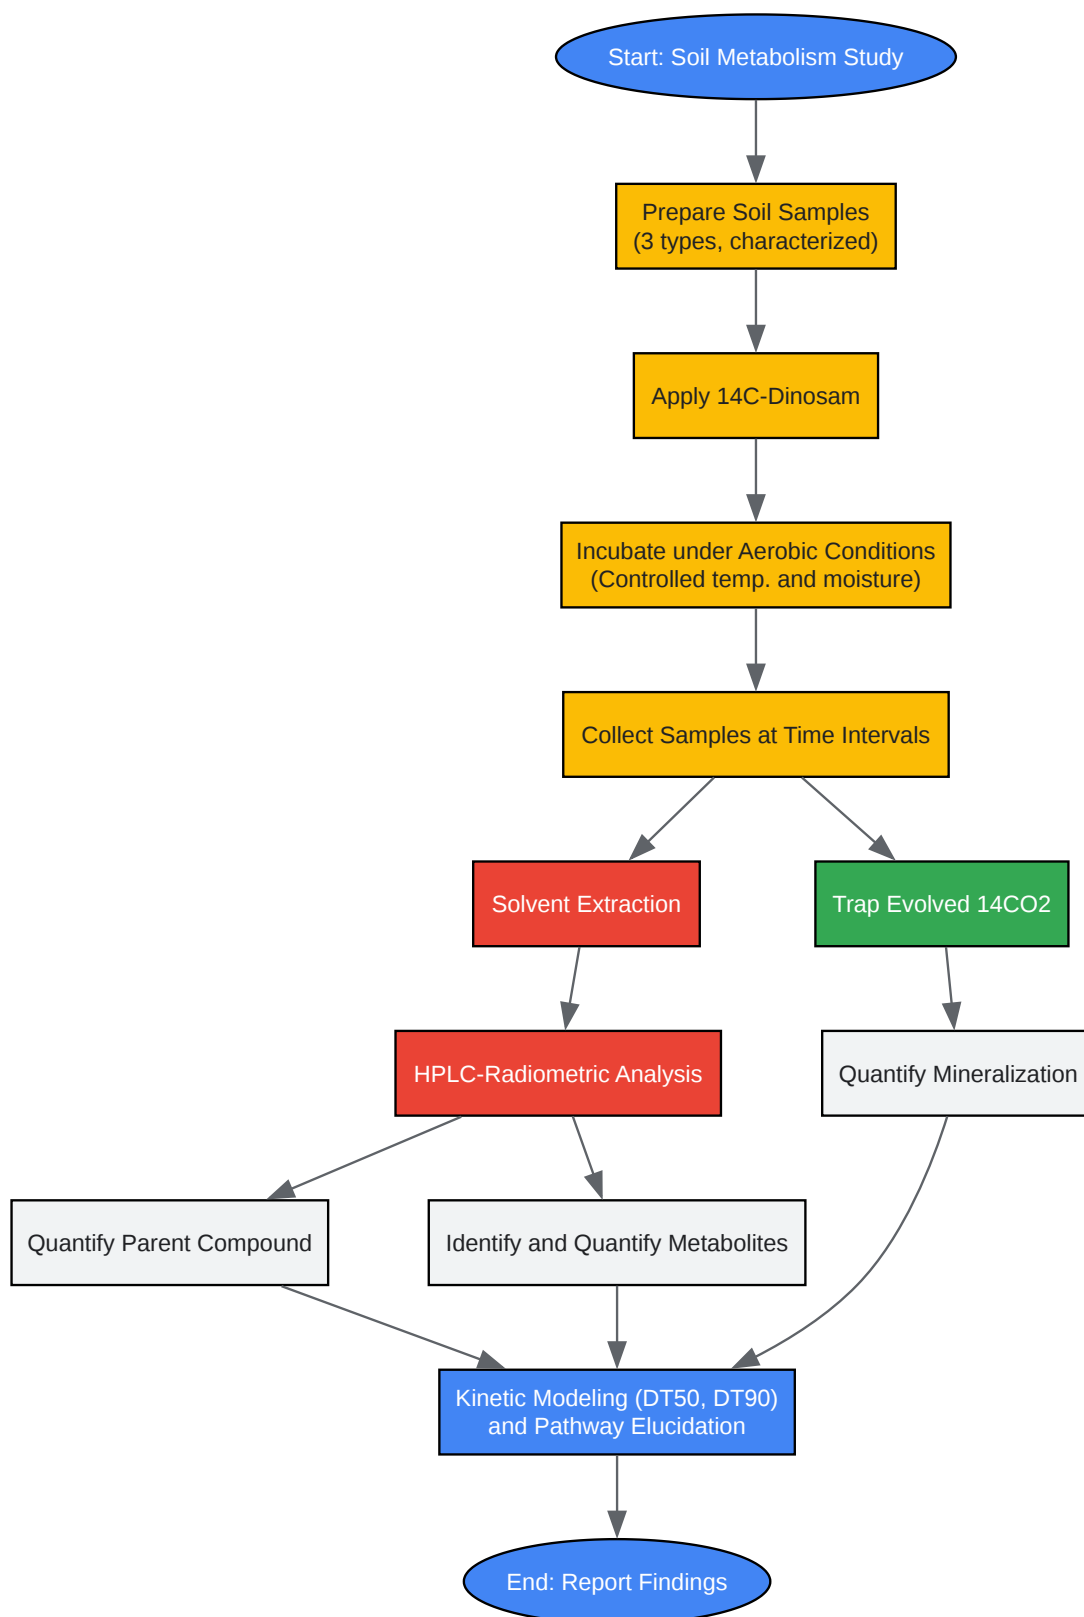 Start: Soil Metabolism Study
Prepare Soil Samples
(3 types, characterized)
Apply 14C-Dinosam
Incubate under Aerobic Conditions
(Controlled temp. and moisture)
Collect Samples at Time Intervals
Solvent Extraction
Trap Evolved 14CO2
HPLC-Radiometric Analysis
Quantify Mineralization
Quantify Parent Compound
Identify and Quantify Metabolites
Kinetic Modeling (DT50, DT90)
and Pathway Elucidation
End: Report Findings